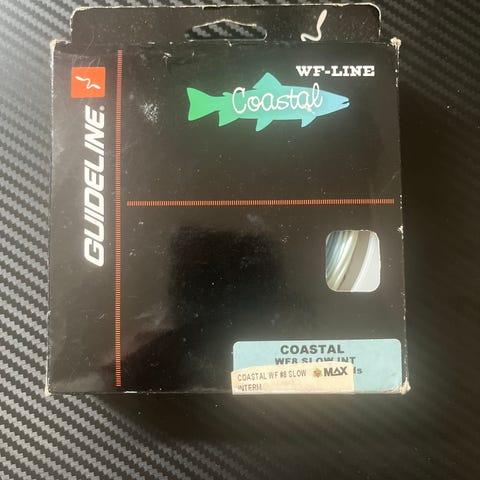 GUIDELINE®
WF-LINE
Coastal
COASTAL
WF8 SLOW INT
COASTAL WF #8 SLOW
INTERM.
MAX